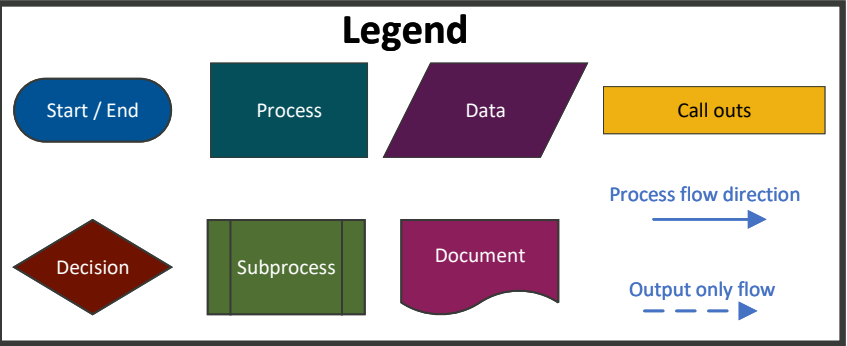 Legend
Start / End
Process
Data
Call outs
Process flow direction
Decision
Subprocess
Document
Output only flow